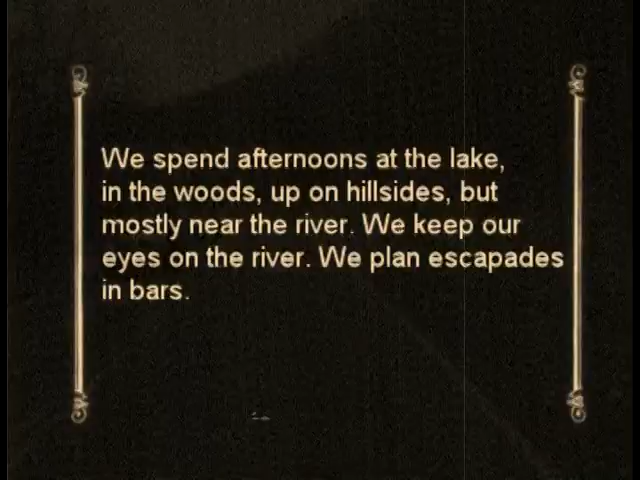 We spend afternoons at the lake,
in the woods, up on hillsides, but
mostly near the river. We keep our
eyes on the river. We plan escapades
in bars.